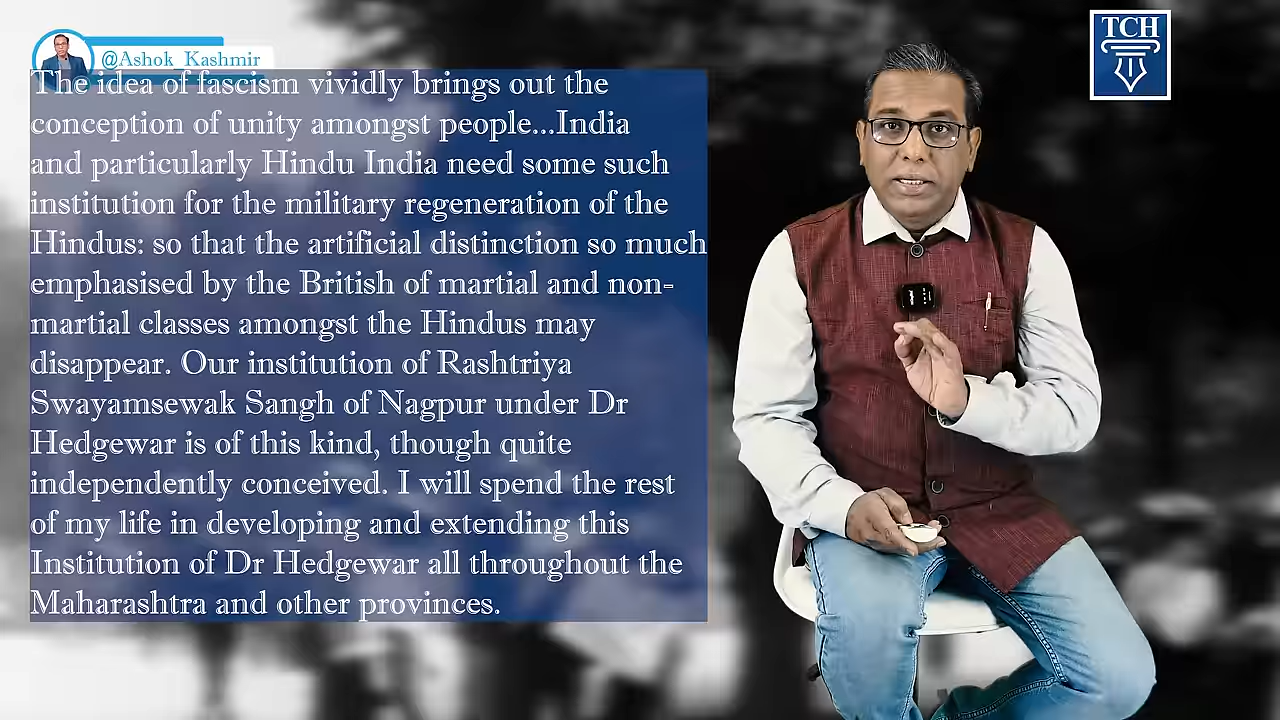 @Ashok_Kashmir
TCH
The idea of fascism vividly brings out the
conception of unity amongst people...India
and particularly Hindu India need some such
institution for the military regeneration of the
Hindus: so that the artificial distinction so much
emphasised by the British of martial and non-
martial classes amongst the Hindus may
disappear. Our institution of Rashtriya
Swayamsewak Sangh of Nagpur under Dr
Hedgewar is of this kind, though quite
independently conceived. I will spend the rest
of my life in developing and extending this
Institution of Dr Hedgewar all throughout the
Maharashtra and other provinces.